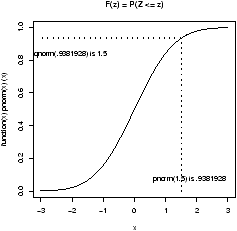 F(z) = P(Z <= z)
function(x) pnorm(x) (x)
1.0
0.8
0.6
0.4
0.2
0.0
qnorm(.9381928) is 1.5
pnorm(1.5) is .9381928
-3
-2
-1
0
1
2
3
x